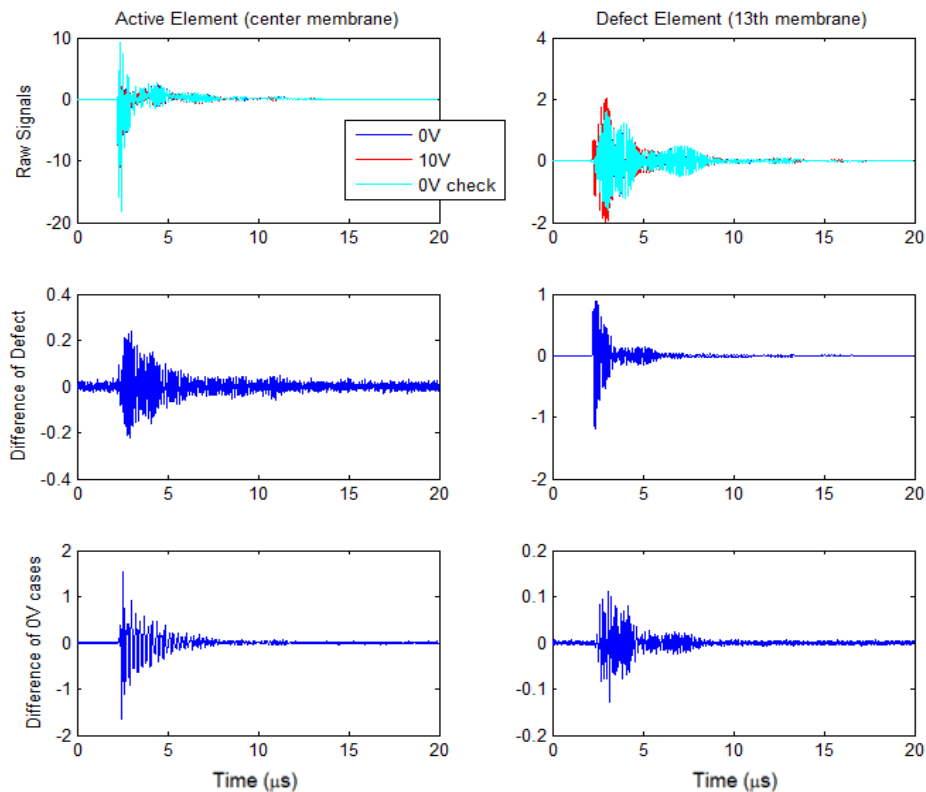 Active Element (center membrane)
Defect Element (13th membrane)
Raw Signals
10
0
-10
-20
0 5 10 15 20
0V
10V
0V check
4
2
0
-2
0 5 10 15 20
Difference of Defect
0.4
0.2
0
-0.2
-0.4
0 5 10 15 20
1
0
-1
-2
0 5 10 15 20
Difference of 0V cases
2
1
0
-1
-2
0 5 10 15 20
Time (μs)
0.2
0.1
0
-0.1
-0.2
0 5 10 15 20
Time (μs)